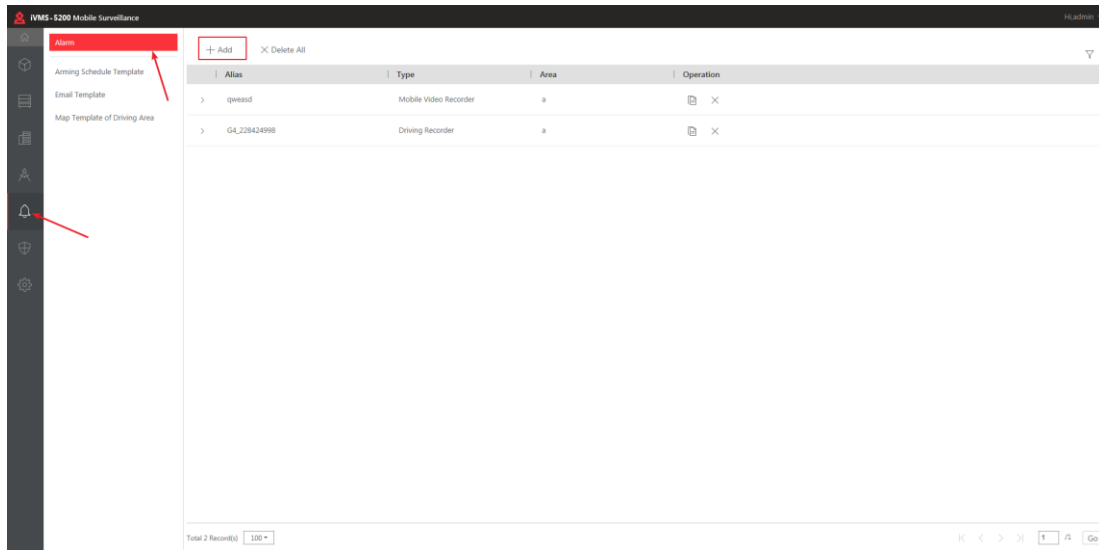 iVMS-5200 Mobile Surveillance
Hi,admin
Alarm
Add
Delete All
Arming Schedule Template
Email Template
Map Template of Driving Area
Alias Type Area Operation
qweasd Mobile Video Recorder a
G4_228424998 Driving Recorder a
Total 2 Record(s) 100 1 /1 Go